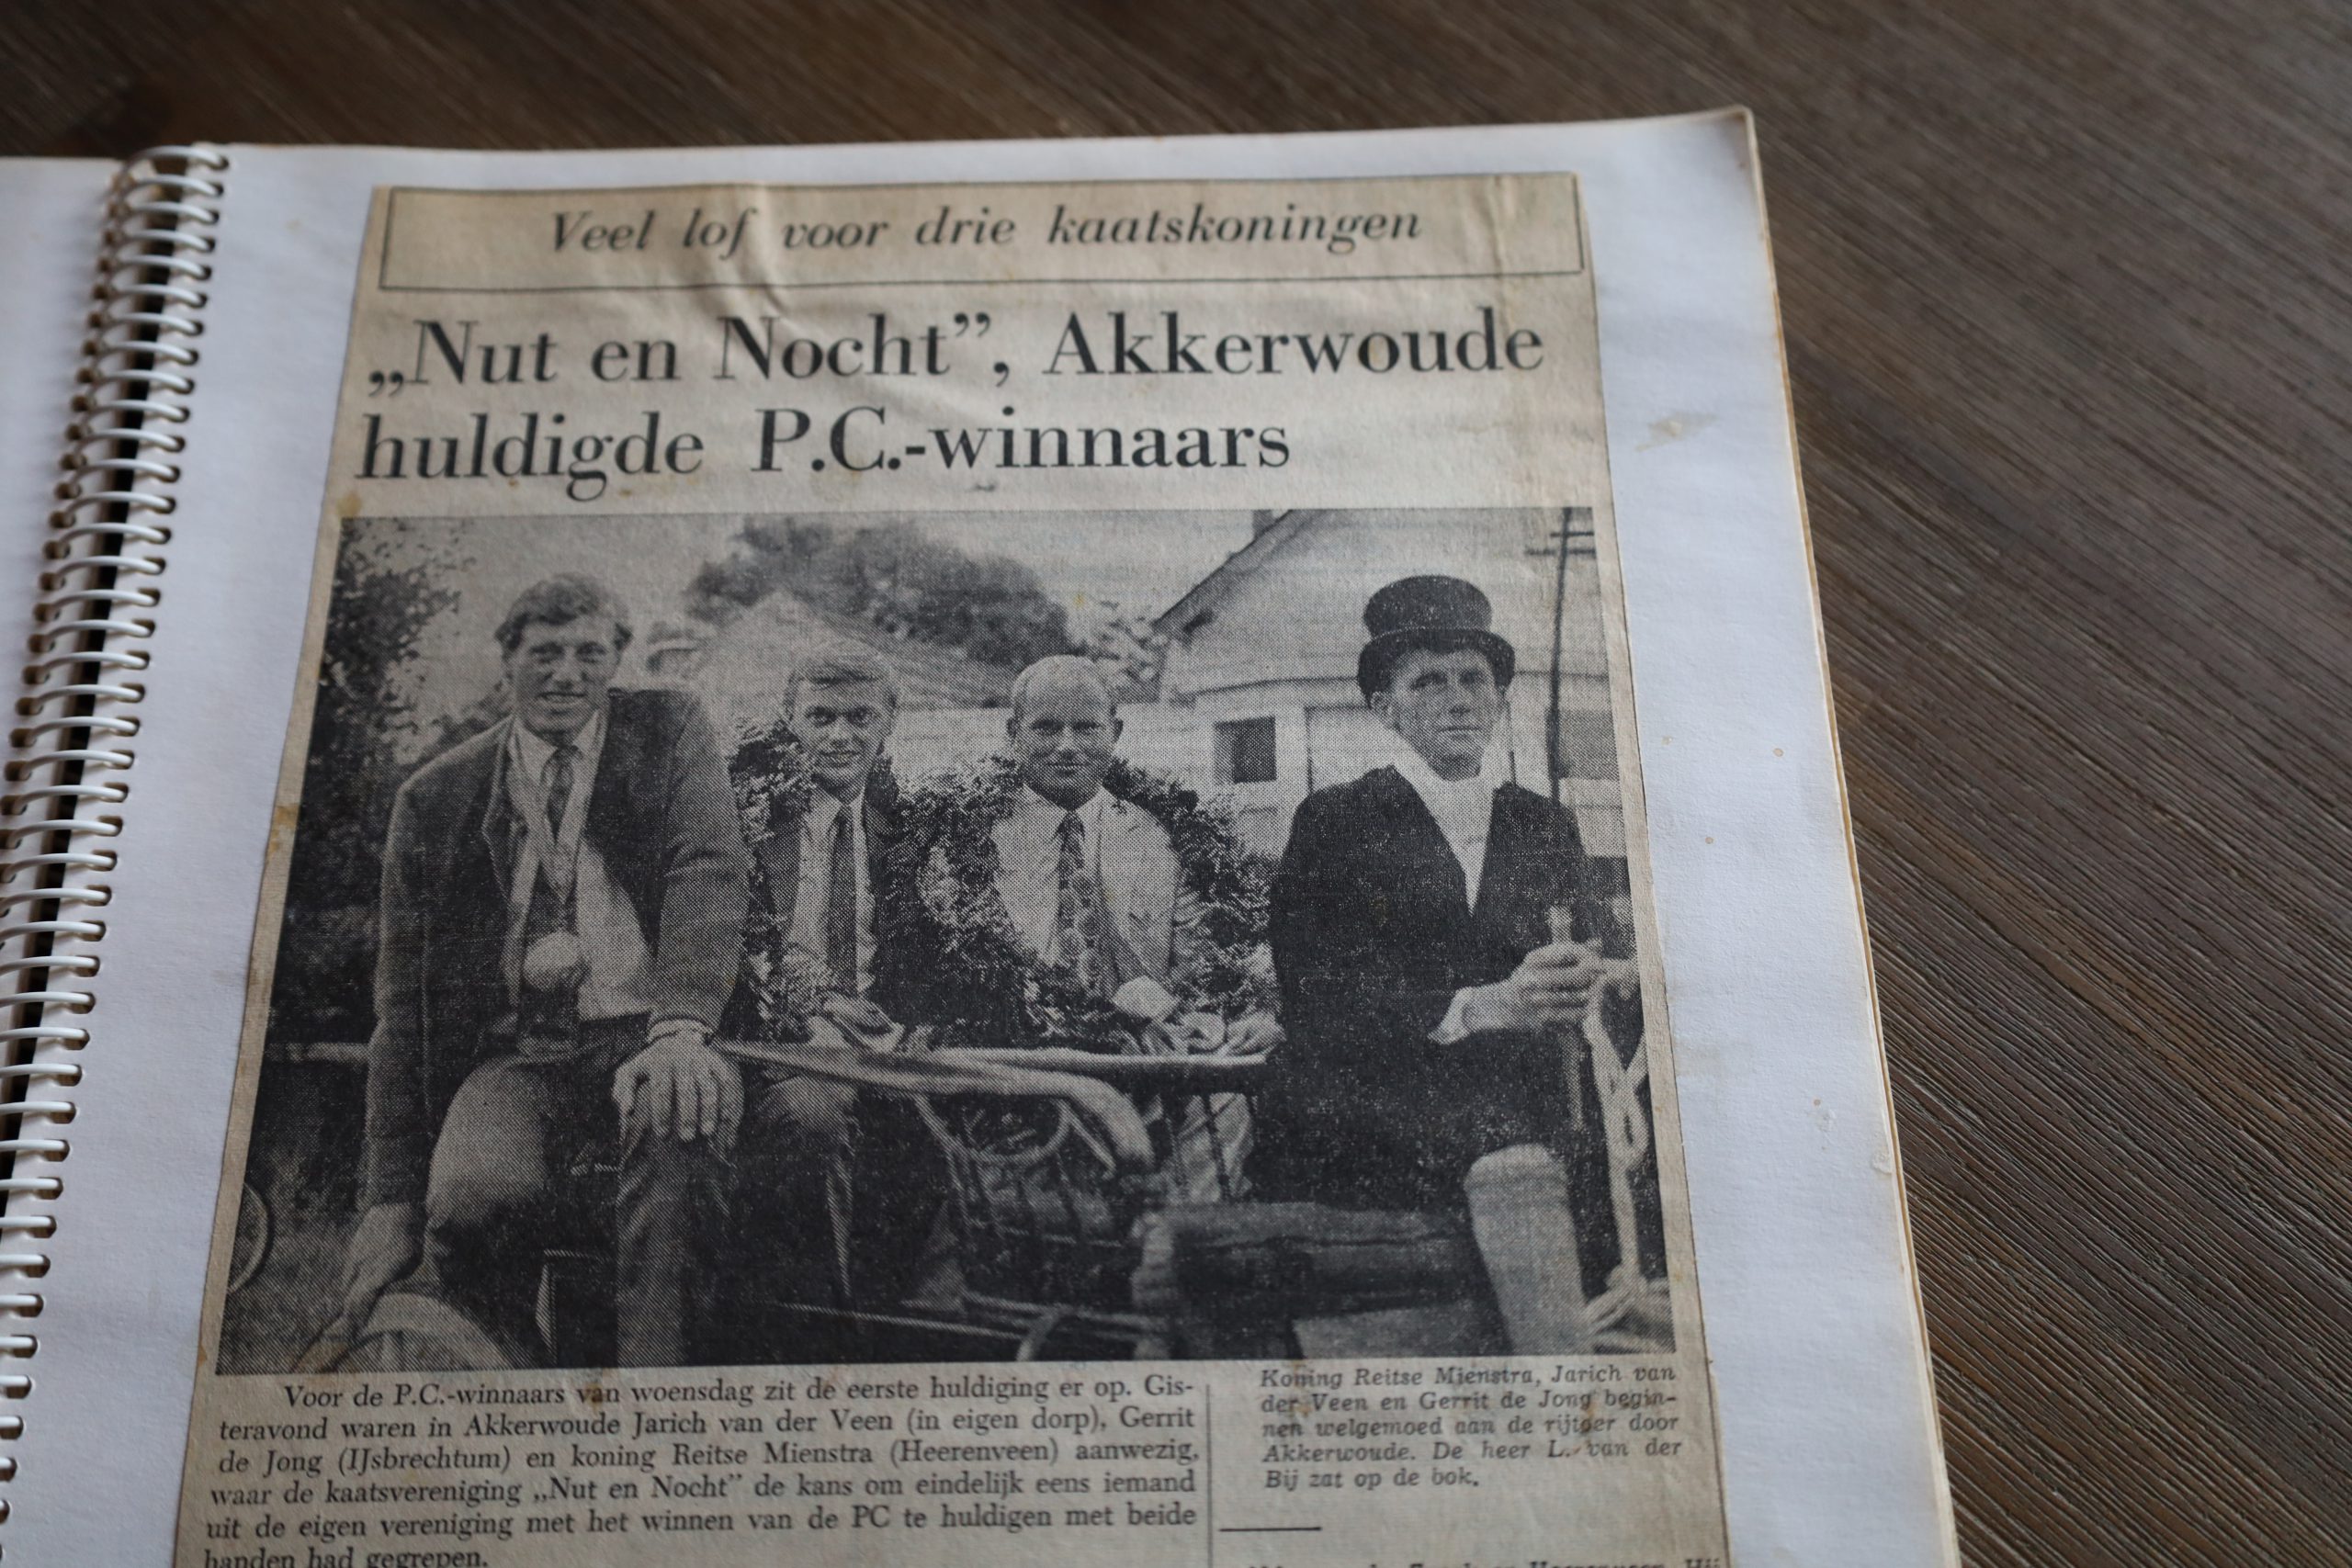 Veel lof voor drie kaatskoningen
„Nut en Nocht”, Akkerwoude
huldigde P.C.-winnaars
Voor de P.C.-winnaars van woensdag zit de eerste huldiging er op. Gis-
teravond waren in Akkerwoude Jarich van der Veen (in eigen dorp), Gerrit
de Jong (IJsbrechtum) en koning Reitse Mienstra (Heerenveen) aanwezig,
waar de kaatsvereniging „Nut en Nocht” de kans om eindelijk eens iemand
uit de eigen vereniging met het winnen van de PC te huldigen met beide
handen had gegrepen.
Koning Reitse Mienstra, Jarich van
der Veen en Gerrit de Jong begin-
nen welgemoed aan de rijtoer door
Akkerwoude. De heer L. van der
Bij zat op de bok.